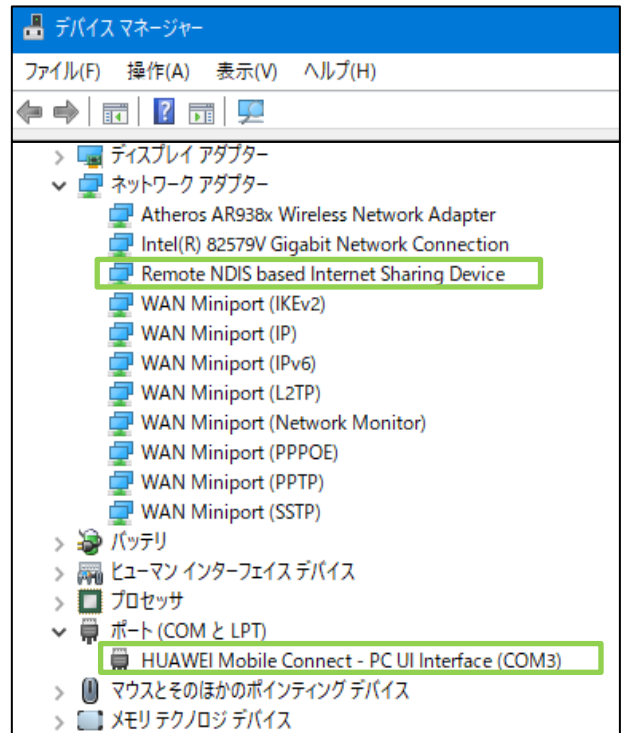 デバイス マネージャー
ファイル(F) 操作(A) 表示(V) ヘルプ(H)
ディスプレイ アダプター
ネットワーク アダプター
Atheros AR938x Wireless Network Adapter
Intel(R) 82579V Gigabit Network Connection
Remote NDIS based Internet Sharing Device
WAN Miniport (IKEv2)
WAN Miniport (IP)
WAN Miniport (IPv6)
WAN Miniport (L2TP)
WAN Miniport (Network Monitor)
WAN Miniport (PPPOE)
WAN Miniport (PPTP)
WAN Miniport (SSTP)
バッテリ
ヒューマン インターフェイス デバイス
プロセッサ
ポート (COM と LPT)
HUAWEI Mobile Connect - PC UI Interface (COM3)
マウスとそのほかのポインティング デバイス
メモリ テクノロジ デバイス